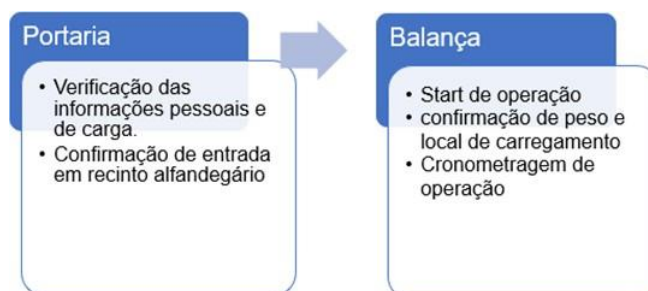 Portaria
• Verificação das
informações pessoais e
de carga.
• Confirmação de entrada
em recinto alfandegário
Balança
• Start de operação
• confirmação de peso e
local de carregamento
• Cronometragem de
operação